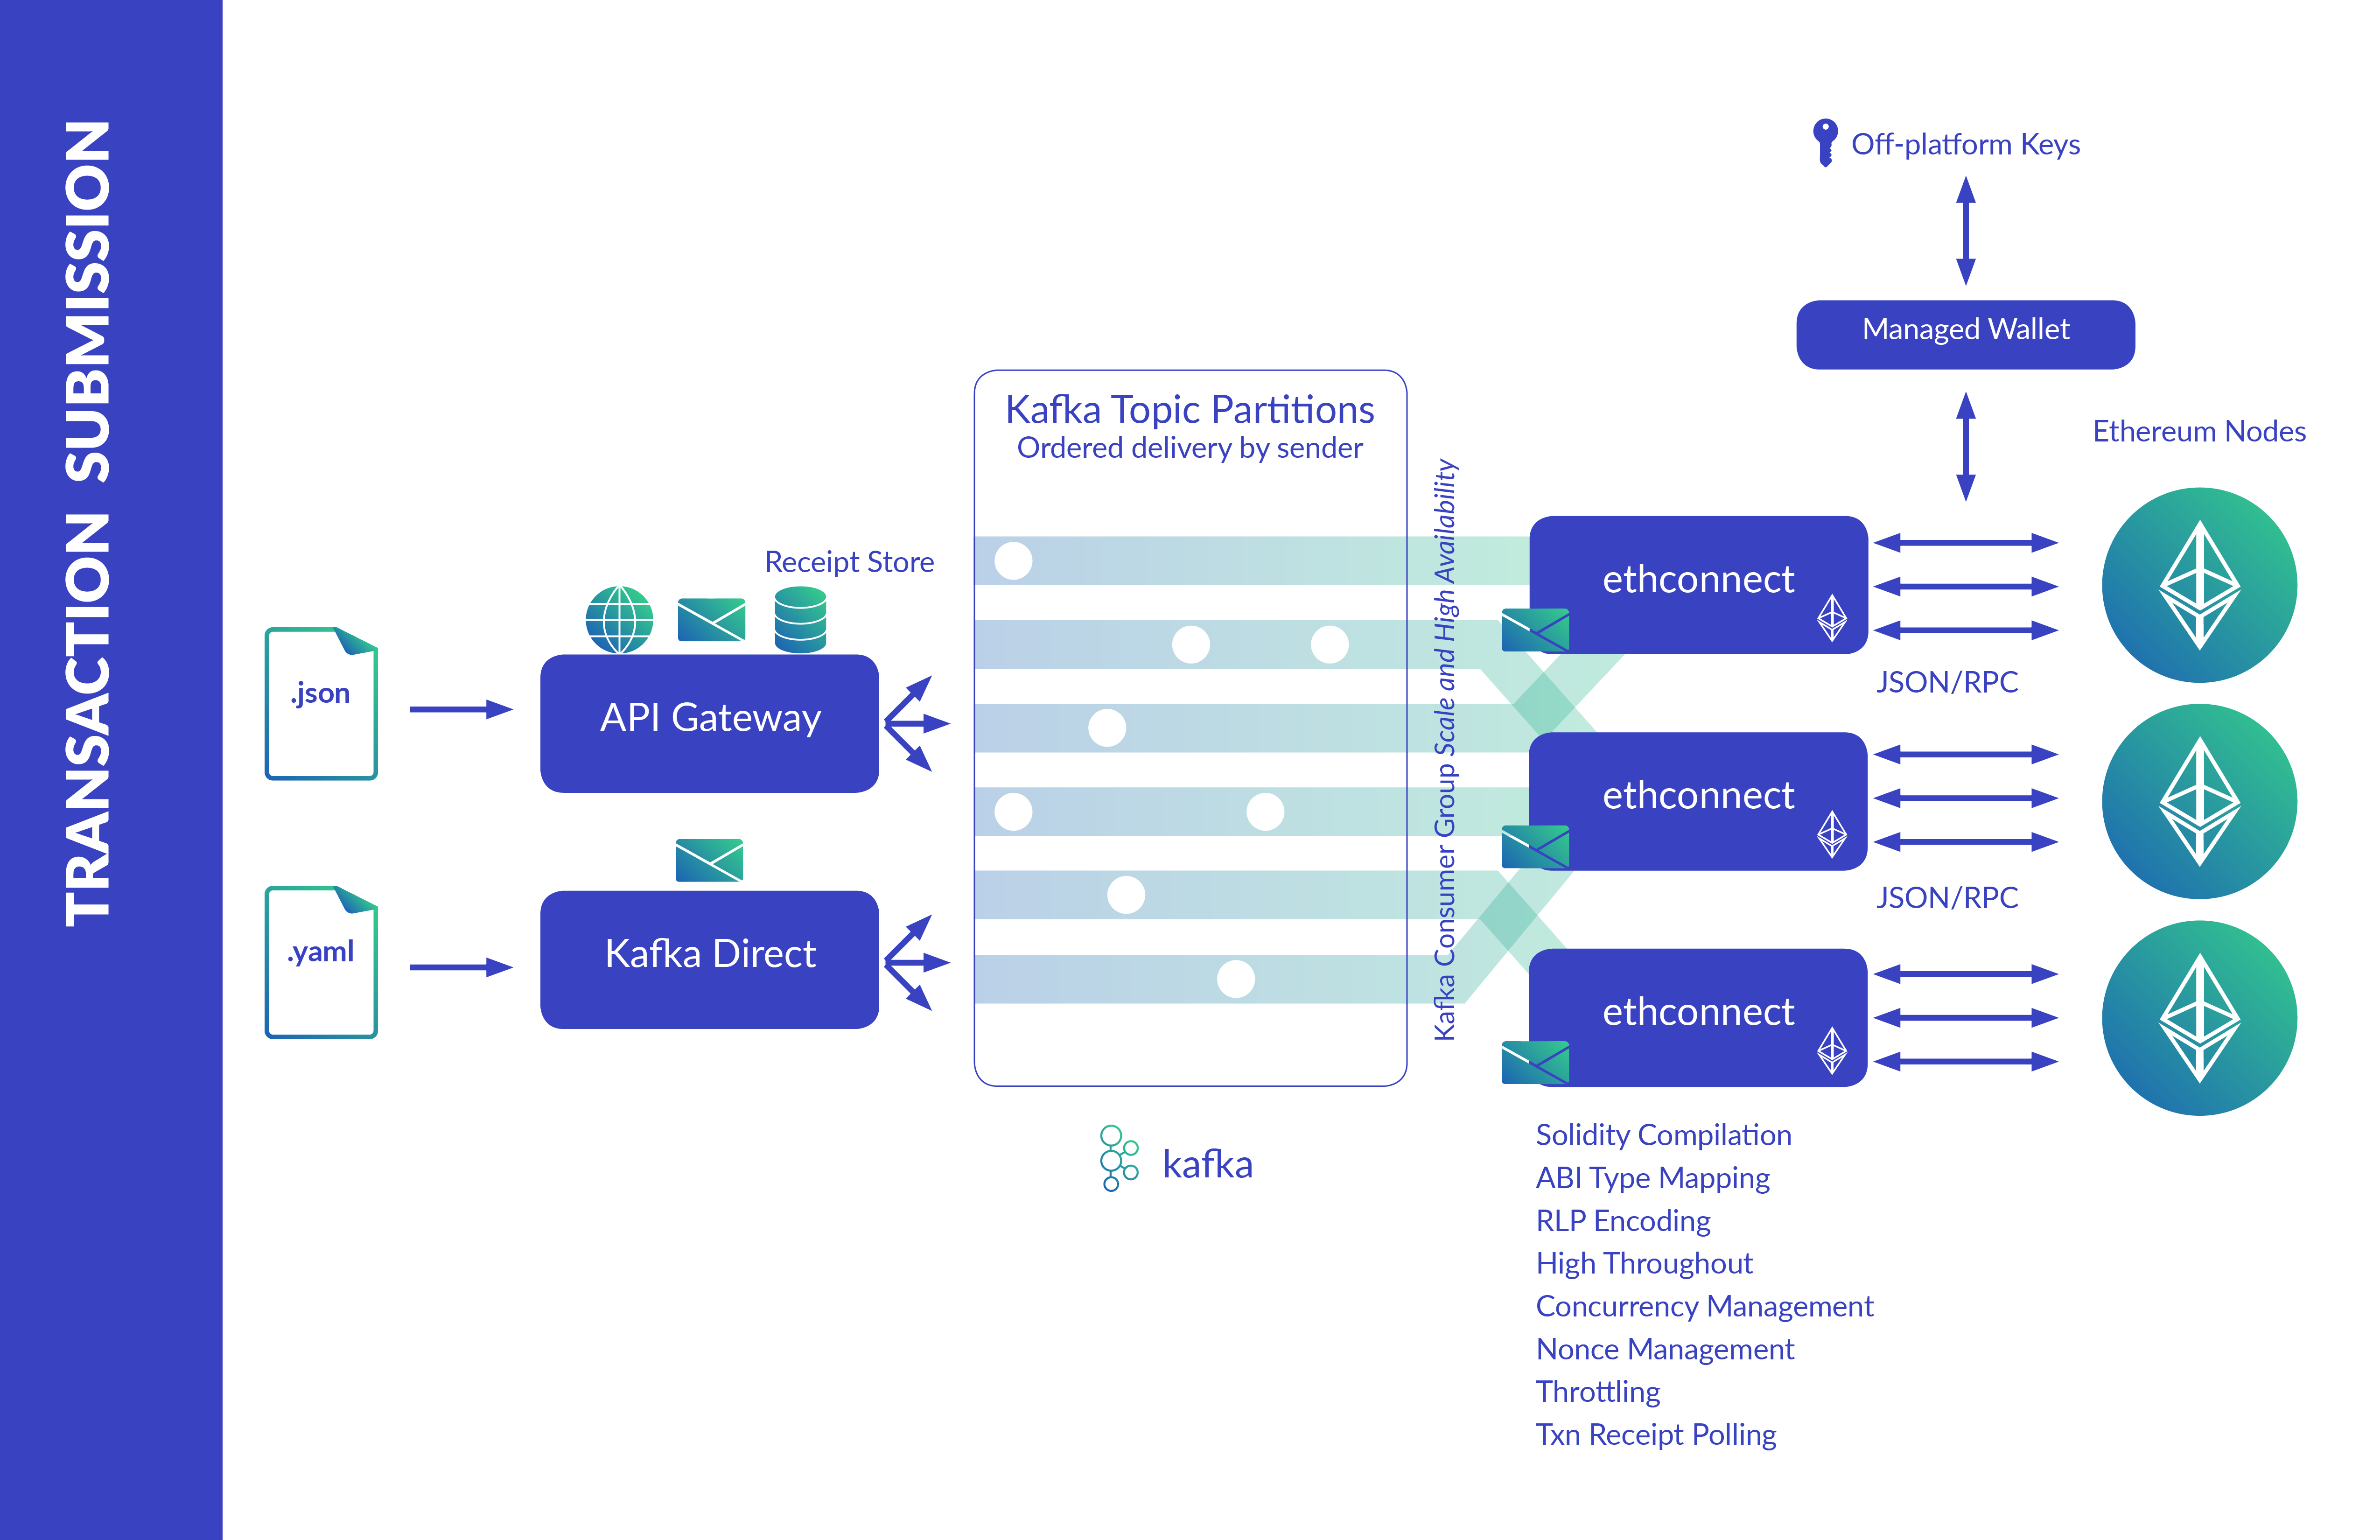 TRANSACTION SUBMISSION
Off-platform Keys
Managed Wallet
Ethereum Nodes
Kafka Topic Partitions
Ordered delivery by sender
Receipt Store
.json
API Gateway
.yaml
Kafka Direct
Kafka Consumer Group Scale and High Availability
ethconnect
JSON/RPC
ethconnect
JSON/RPC
ethconnect
kafka
Solidity Compilation
ABI Type Mapping
RLP Encoding
High Throughout
Concurrency Management
Nonce Management
Throttling
Txn Receipt Polling